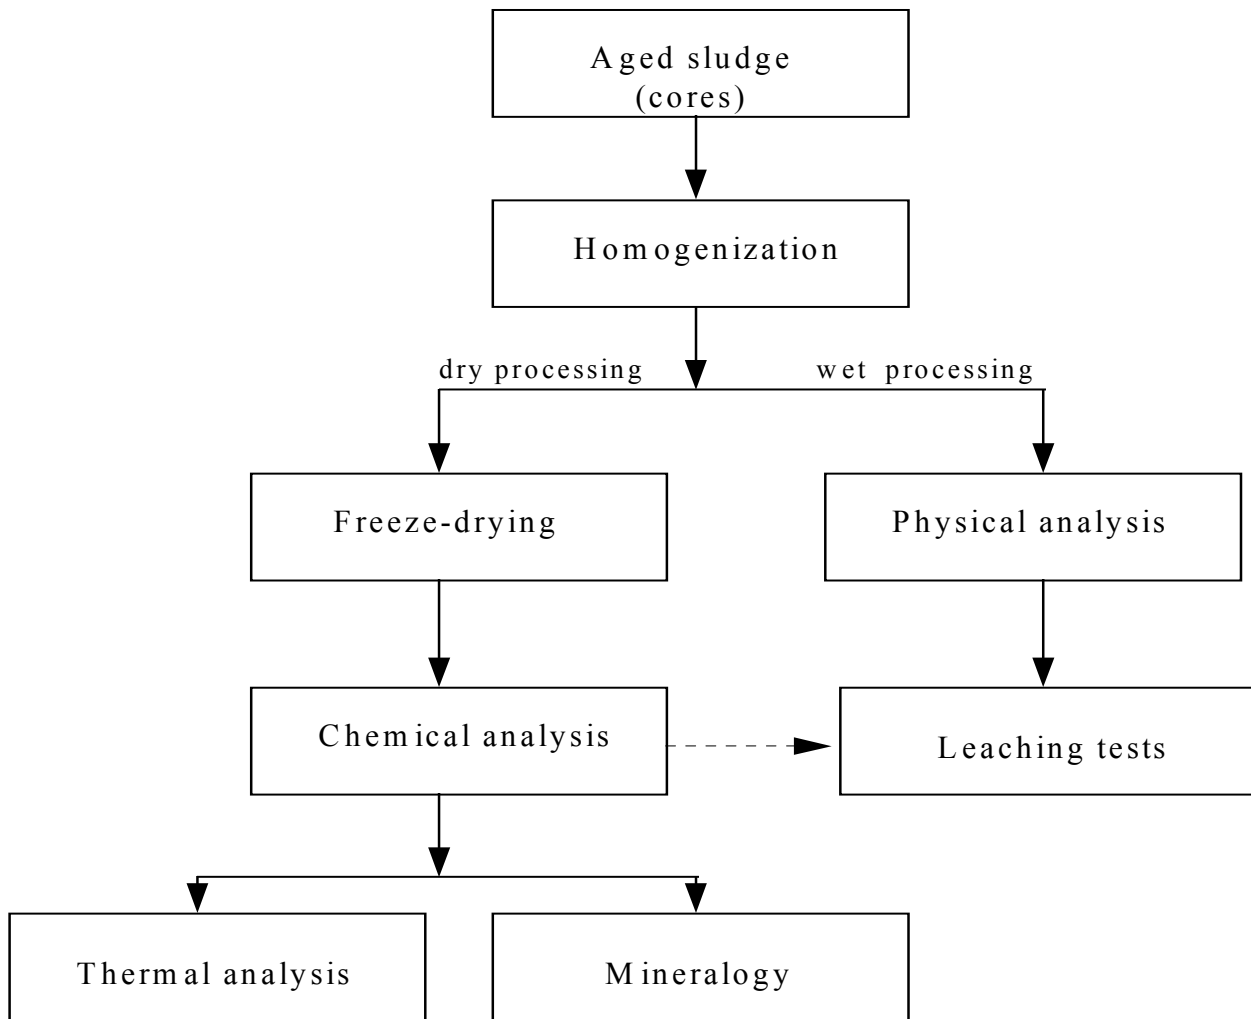 Aged sludge
(cores)
Homogenization
dry processing
wet processing
Freeze-drying
Physical analysis
Chemical analysis
Leaching tests
Thermal analysis
Mineralogy